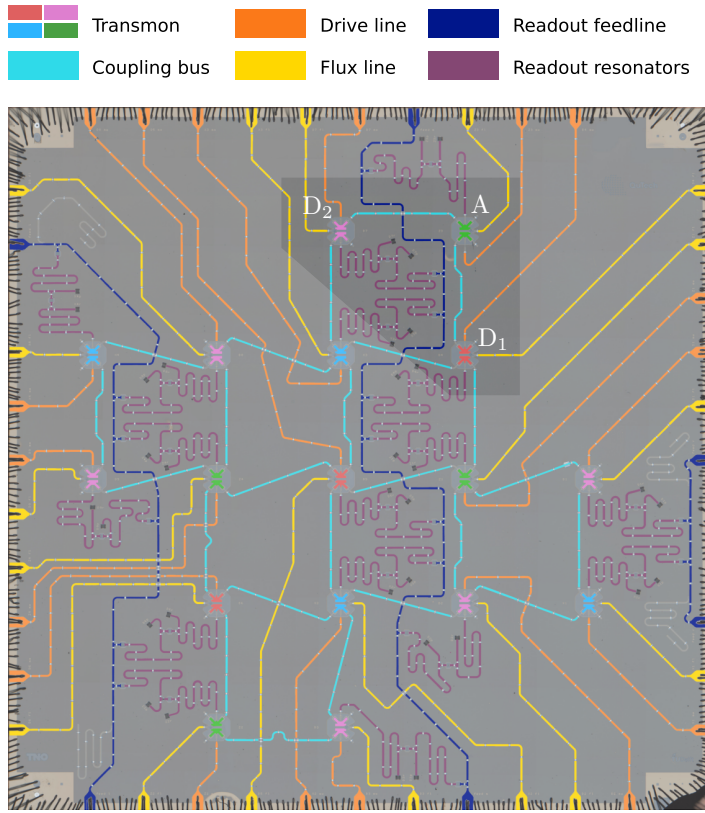 Transmon
Drive line
Readout feedline
Coupling bus
Flux line
Readout resonators
D₂
A
D₁